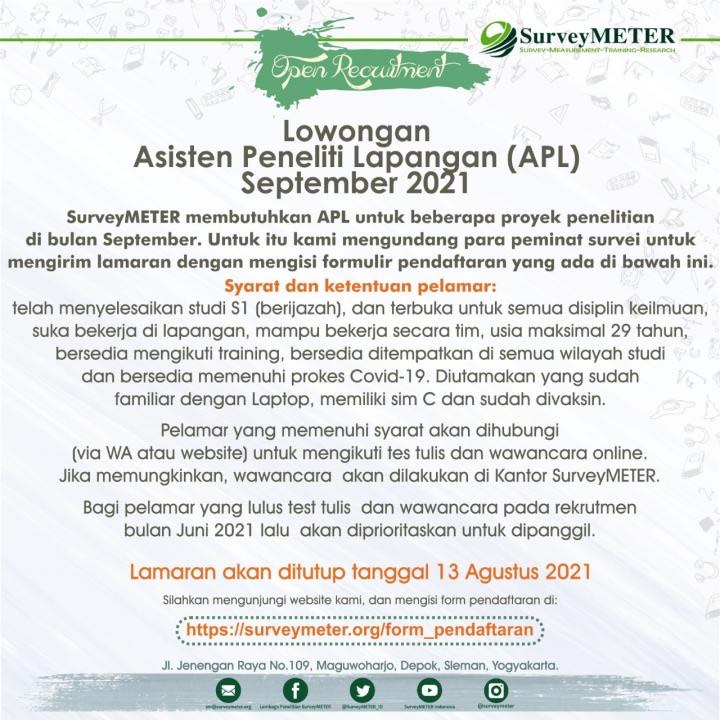 SurveyMETER
Survey-Measurement-Training-Research
Open Recruitment
Lowongan
Asisten Peneliti Lapangan (APL)
September 2021
SurveyMETER membutuhkan APL untuk beberapa proyek penelitian
di bulan September. Untuk itu kami mengundang para peminat survei untuk
mengirim lamaran dengan mengisi formulir pendaftaran yang ada di bawah ini.
Syarat dan ketentuan pelamar:
telah menyelesaikan studi S1 (berijazah), dan terbuka untuk semua disiplin keilmuan,
suka bekerja di lapangan, mampu bekerja secara tim, usia maksimal 29 tahun,
bersedia mengikuti training, bersedia ditempatkan di semua wilayah studi
dan bersedia memenuhi prokes Covid-19. Diutamakan yang sudah
familiar dengan Laptop, memiliki sim C dan sudah divaksin.
Pelamar yang memenuhi syarat akan dihubungi
(via WA atau website) untuk mengikuti tes tulis dan wawancara online.
Jika memungkinkan, wawancara akan dilakukan di Kantor SurveyMETER.
Bagi pelamar yang lulus test tulis dan wawancara pada rekrutmen
bulan Juni 2021 lalu akan diprioritaskan untuk dipanggil.
Lamaran akan ditutup tanggal 13 Agustus 2021
Silahkan mengunjungi website kami, dan mengisi form pendaftaran di:
https://surveymeter.org/form_pendaftaran
Jl. Jenengan Raya No.109, Maguwoharjo, Depok, Sleman, Yogyakarta.
sm@surveymeter.org Lembaga Penelitian SurveyMETER @SurveyMETER_ID SurveyMETER Indonesia @surveymeter